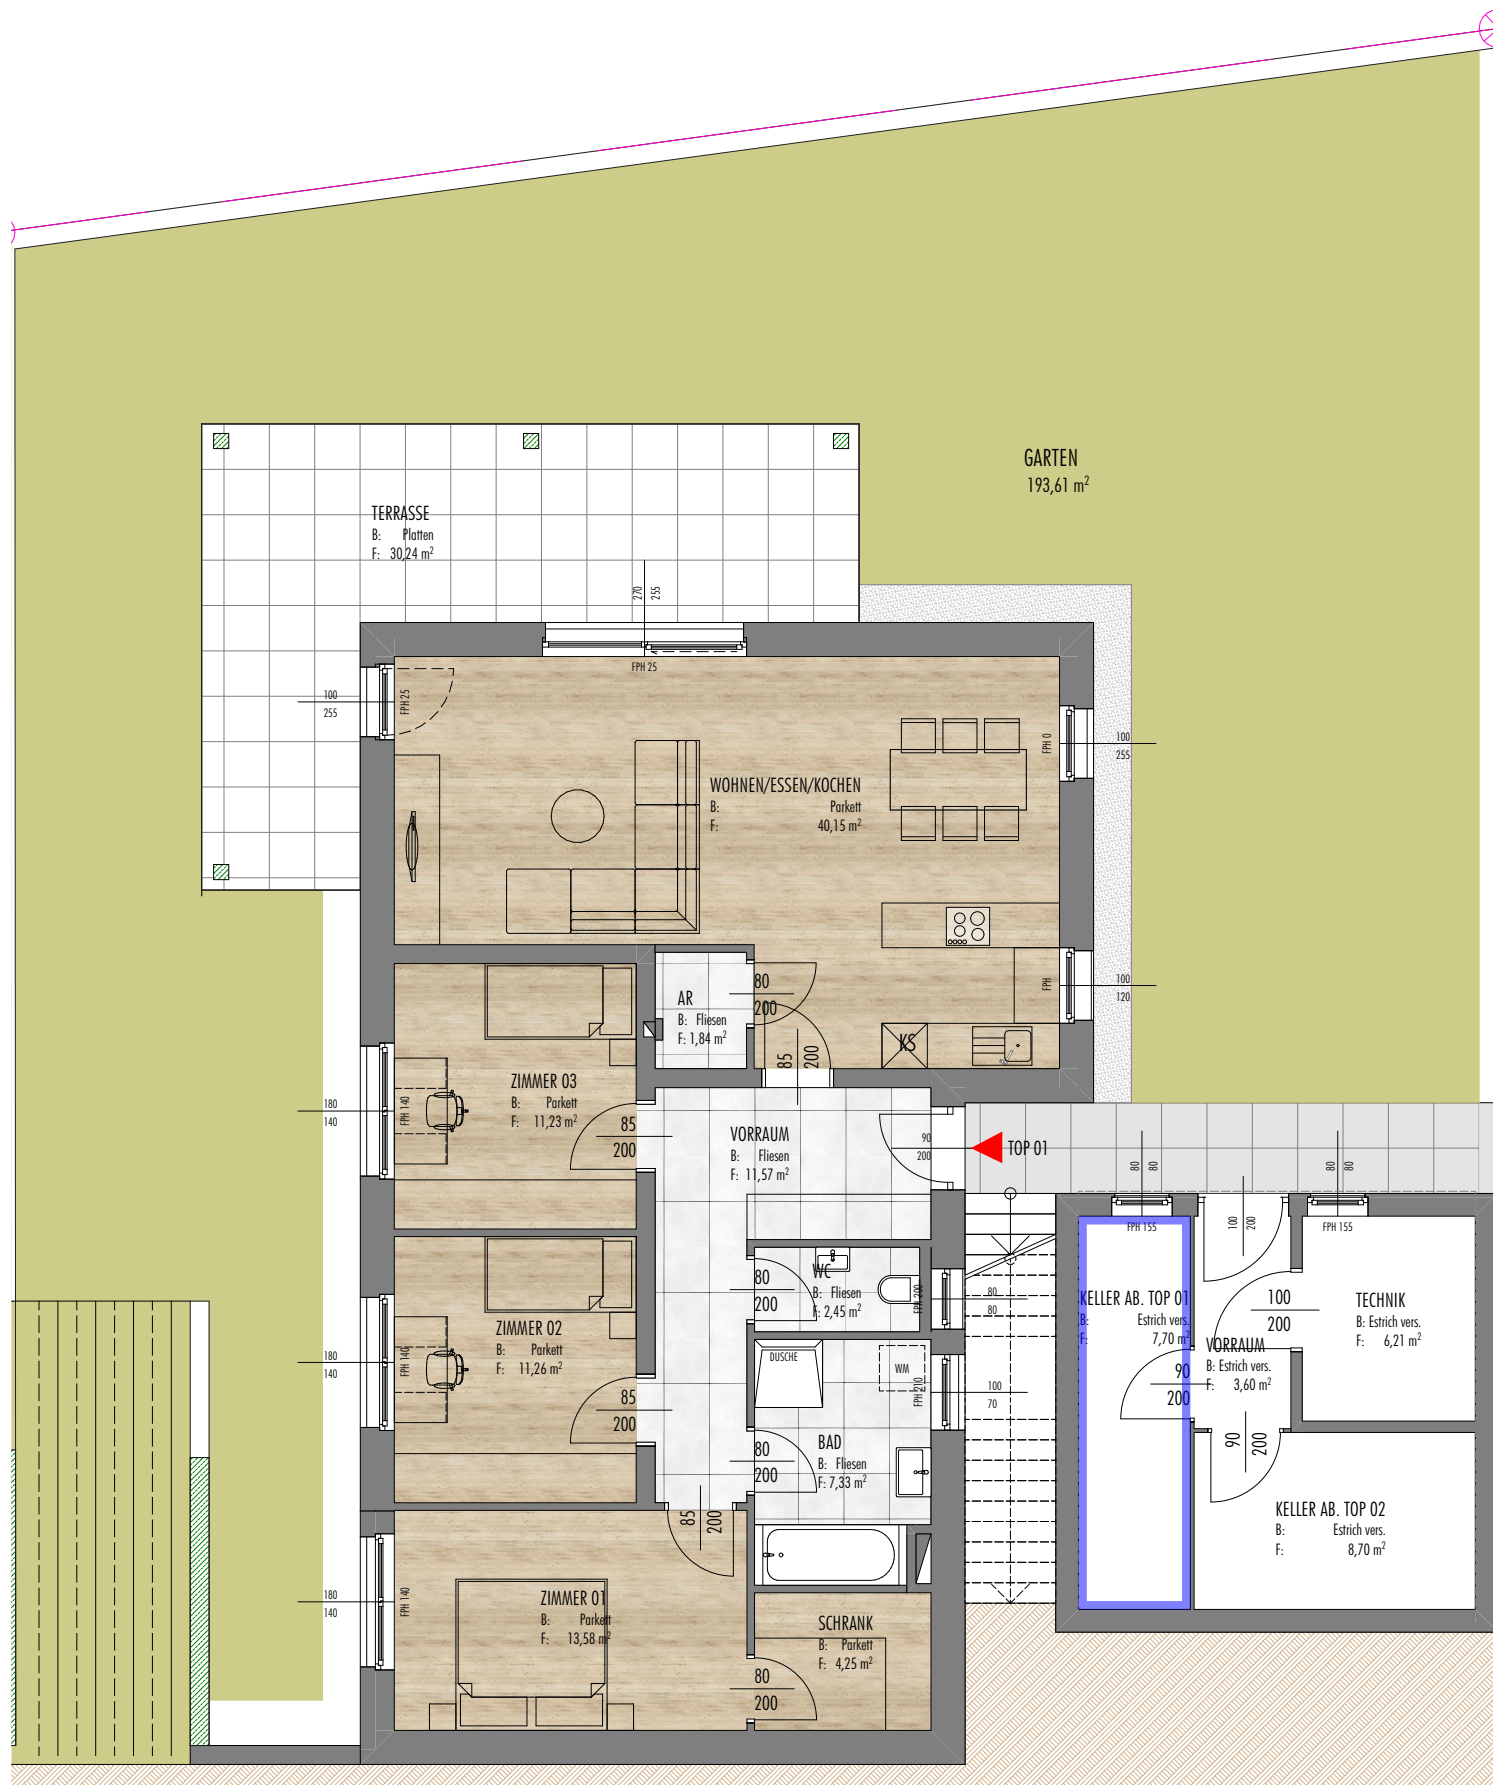 GARTEN
193,61 m²
TERRASSE
B: Platten
F: 30,24 m²
270
255
FPH 25
100
255
FPH 25
FPH 0
100
255
WOHNEN/ESSEN/KOCHEN
B: Parkett
F: 40,15 m²
80
200
AR
B: Fliesen
F: 1,84 m²
FPH
100
120
KS
85
200
ZIMMER 03
B: Parkett
F: 11,23 m²
180
140
FPH 140
85
200
VORRAUM
B: Fliesen
F: 11,57 m²
90
200
TOP 01
80
80
80
80
FPH 155
100
200
FPH 155
WC
B: Fliesen
F: 2,45 m²
80
200
FPH 200
80
80
KELLER AB. TOP 01
B: Estrich vers.
F: 7,70 m²
100
200
TECHNIK
B: Estrich vers.
F: 6,21 m²
VORRAUM
B: Estrich vers.
F: 3,60 m²
90
200
ZIMMER 02
B: Parkett
F: 11,26 m²
180
140
FPH 140
85
200
DUSCHE
WM
FPH 210
100
70
BAD
B: Fliesen
F: 7,33 m²
80
200
90
200
KELLER AB. TOP 02
B: Estrich vers.
F: 8,70 m²
85
200
ZIMMER 01
B: Parkett
F: 13,58 m²
180
140
FPH 140
SCHRANK
B: Parkett
F: 4,25 m²
80
200